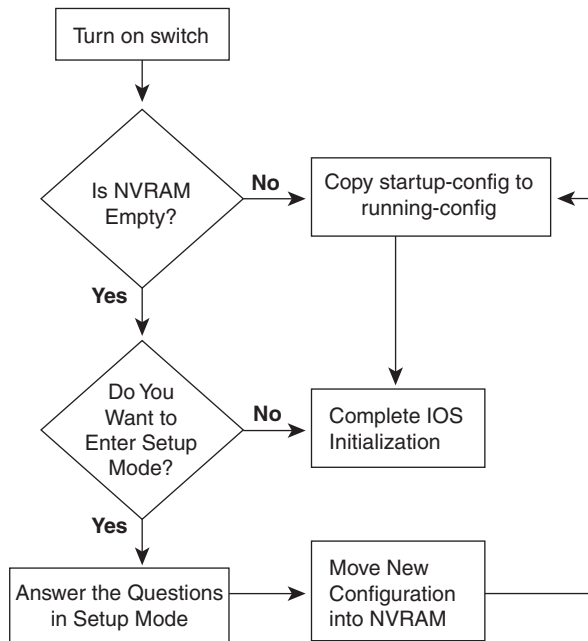 Turn on switch
Is NVRAM
Empty?
No
Copy startup-config to
running-config
Yes
Do You
Want to
Enter Setup
Mode?
No
Complete IOS
Initialization
Yes
Answer the Questions
in Setup Mode
Move New
Configuration
into NVRAM